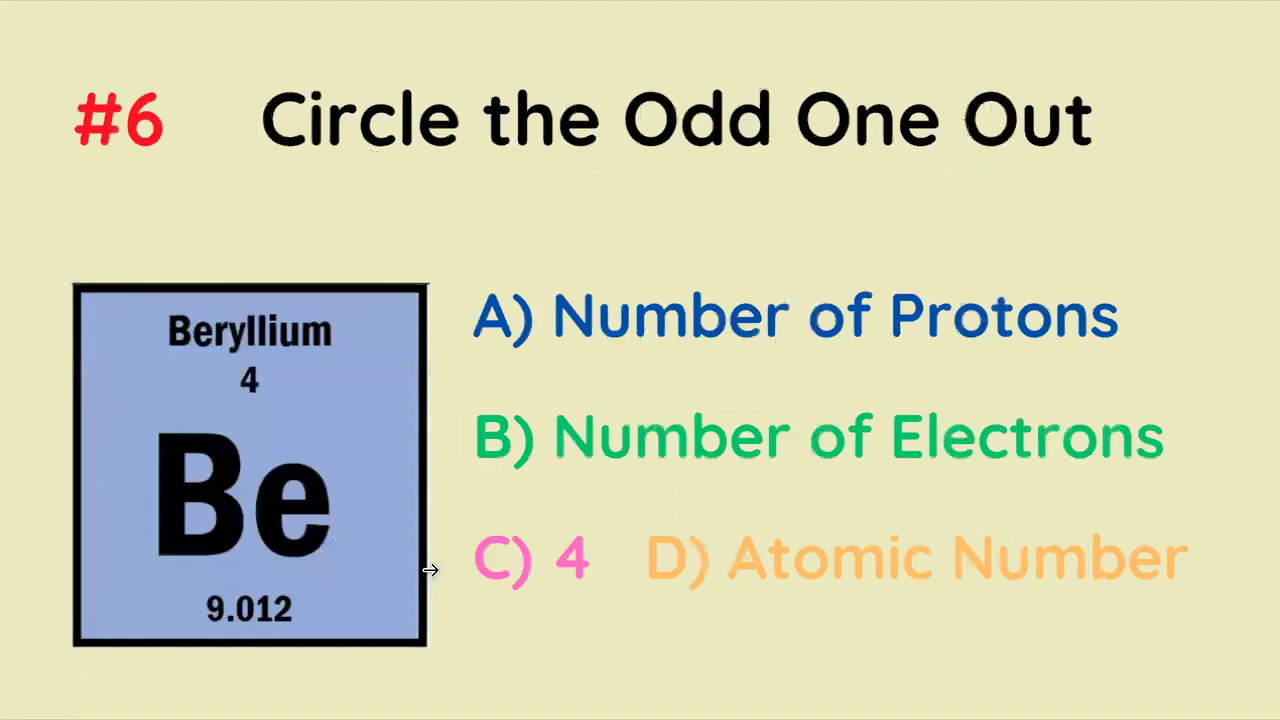 #6 Circle the Odd One Out
Beryllium
4
Be
9.012
A) Number of Protons
B) Number of Electrons
C) 4 D) Atomic Number